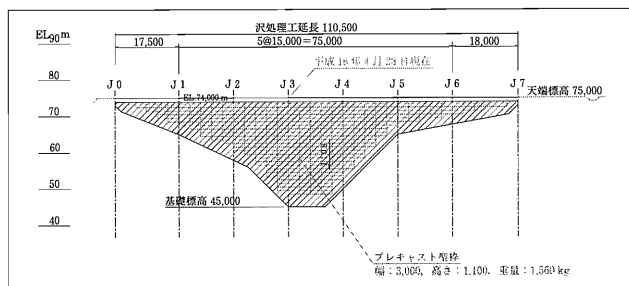 沢処理工延長 110,500
EL90m
17,500
5@15,000=75,000
18,000
平成18年4月28日現在
80
J0
J1
J2
J3
J4
J5
J6
J7
EL.74,000 m
天端標高 75,000
70
60
50
基礎標高 45,000
40
プレキャスト型枠
幅:3,000, 高さ:1,100. 重量:1,560 kg